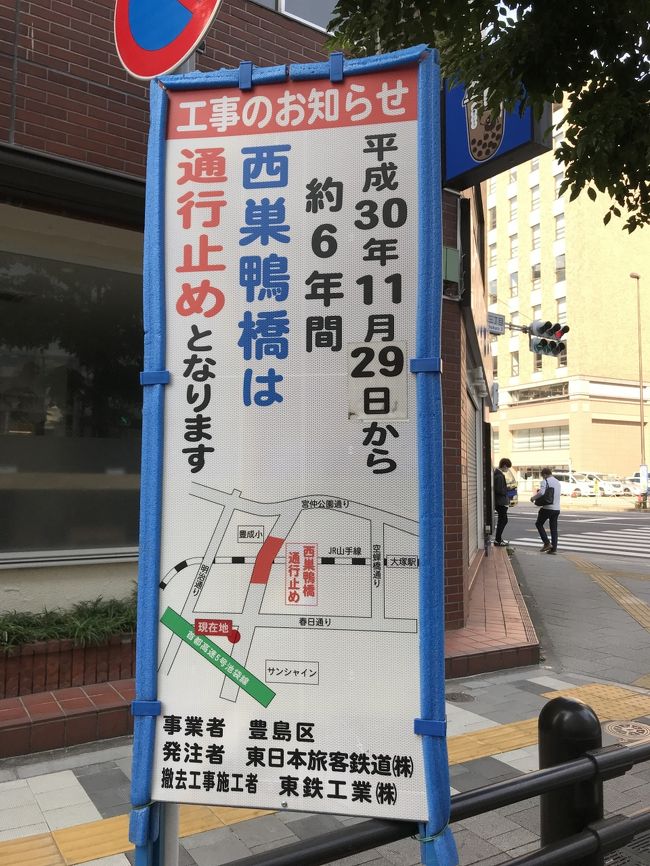 工事のお知らせ
平成30年11月29日から
約6年間
西巣鴨橋は
通行止めとなります
宮仲公園通り
豊成小
JR山手線
大塚駅
西巣鴨橋
通行止め
空蝉橋通り
明治通り
春日通り
現在地
首都高速5号池袋線
サンシャイン
事業者 豊島区
発注者 東日本旅客鉄道㈱
撤去工事施工者 東鉄工業㈱